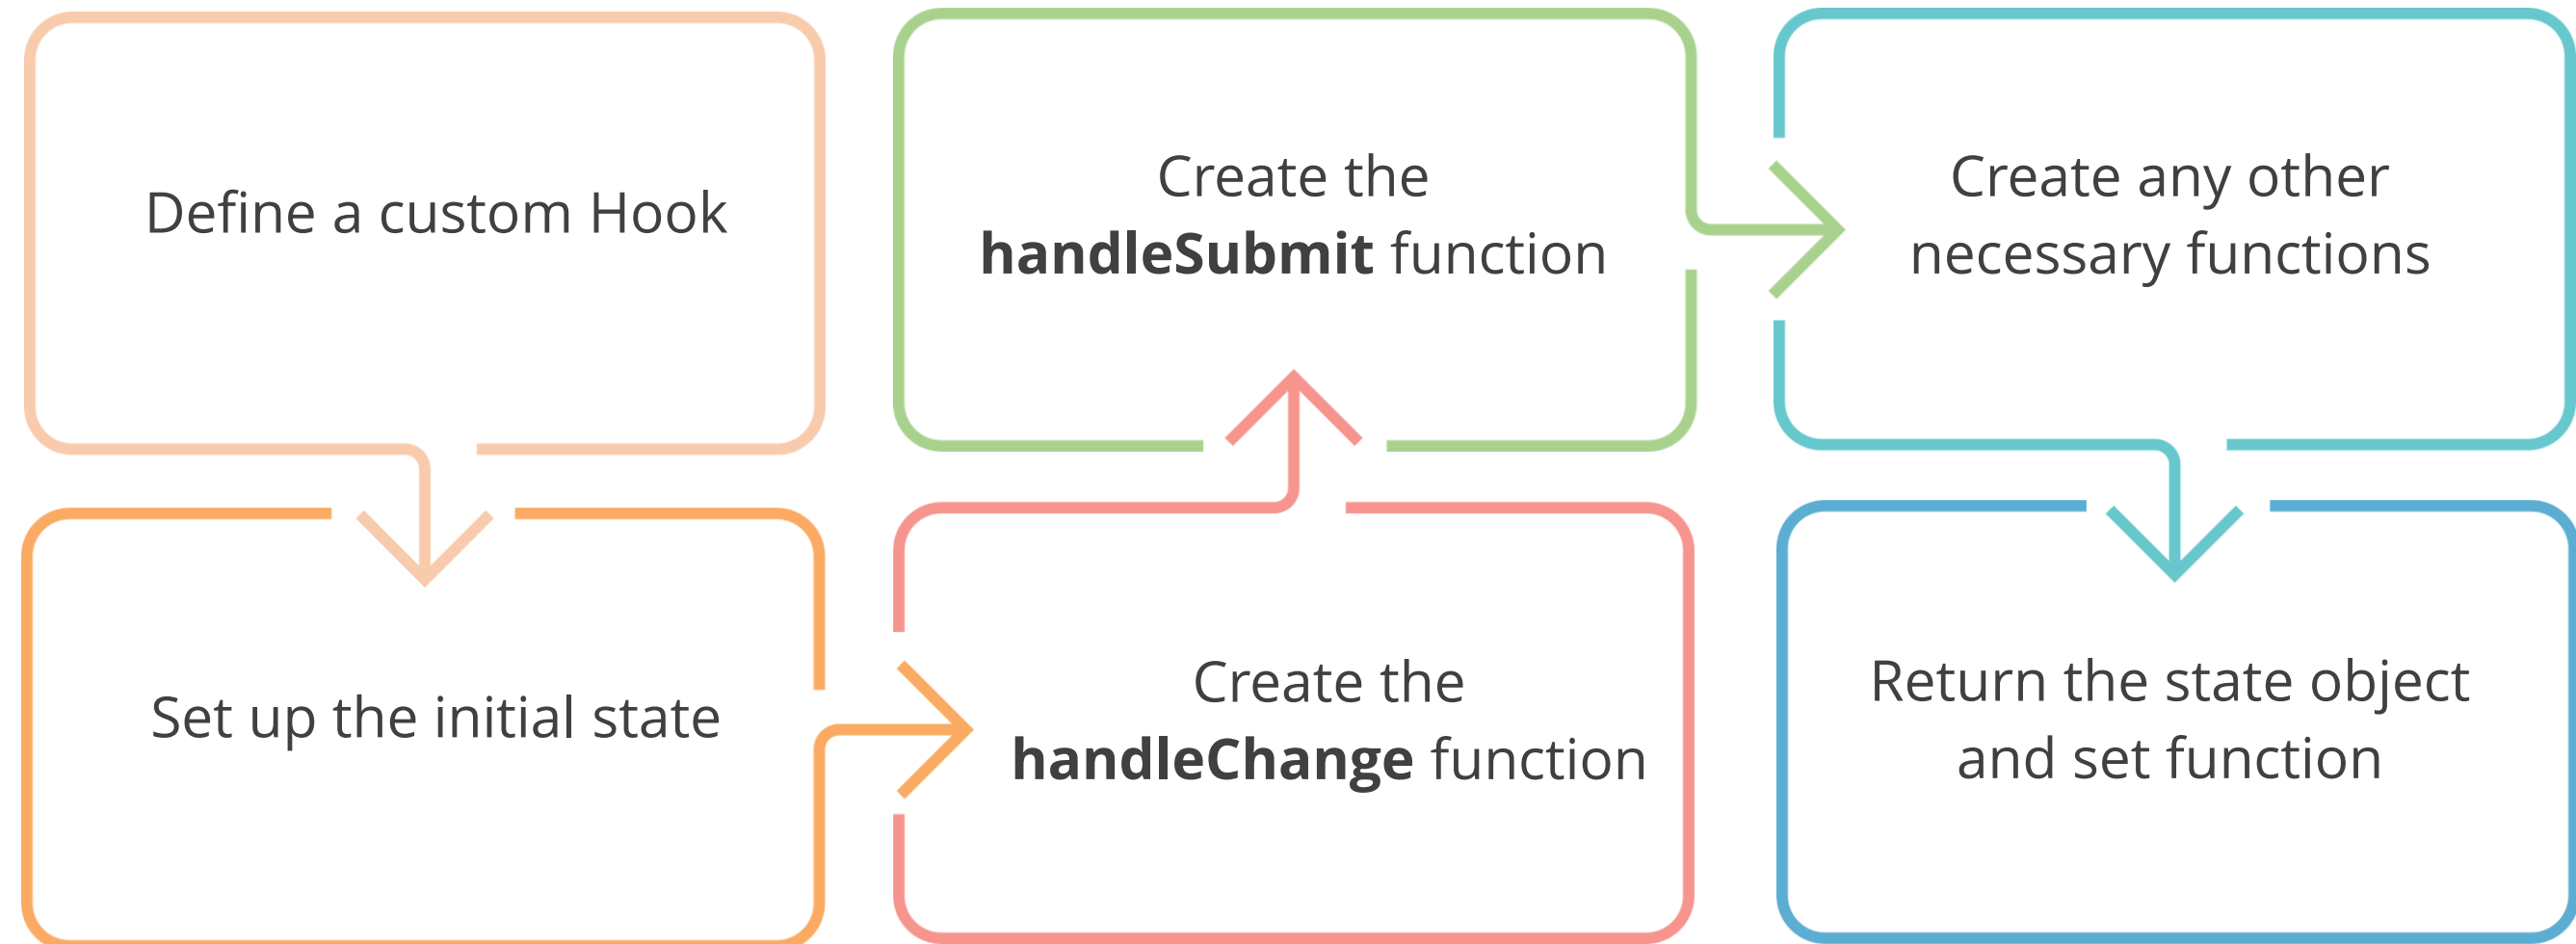 Define a custom Hook
Set up the initial state
Create the
handleChange function
Create the
handleSubmit function
Create any other
necessary functions
Return the state object
and set function